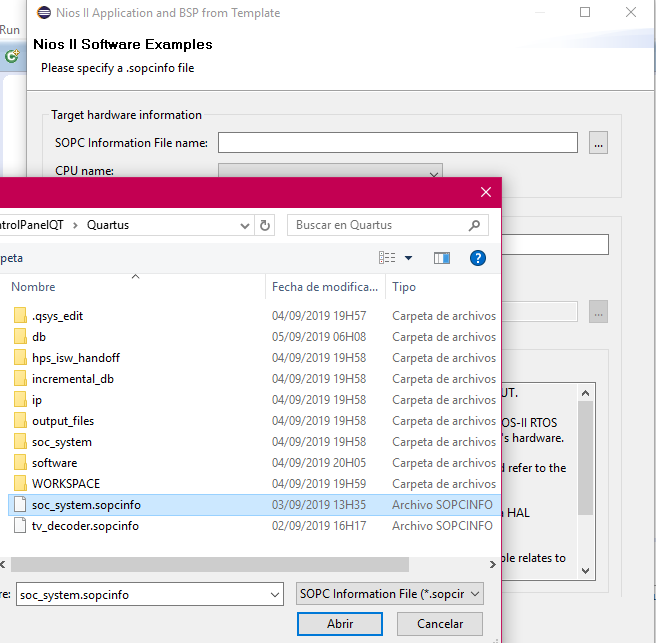 Nios II Application and BSP from Template
Run
Nios II Software Examples
Please specify a .sopcinfo file
Target hardware information
SOPC Information File name:
...
CPU name:
ntrolPanelQT > Quartus
Buscar en Quartus
peta
?
Nombre Fecha de modifica... Tipo
.qsys_edit 04/09/2019 19H57 Carpeta de archivos
db 05/09/2019 06H08 Carpeta de archivos
hps_isw_handoff 04/09/2019 19H58 Carpeta de archivos
incremental_db 04/09/2019 19H58 Carpeta de archivos
ip 04/09/2019 19H58 Carpeta de archivos
output_files 04/09/2019 19H58 Carpeta de archivos
soc_system 04/09/2019 19H58 Carpeta de archivos
software 04/09/2019 20H05 Carpeta de archivos
WORKSPACE 04/09/2019 19H59 Carpeta de archivos
soc_system.sopcinfo 03/09/2019 13H35 Archivo SOPCINFO
tv_decoder.sopcinfo 02/09/2019 16H17 Archivo SOPCINFO
...
UT.
OS-II RTOS
's hardware.
d refer to the
HAL
ple relates to
re: soc_system.sopcinfo
SOPC Information File (*.sopcir
Abrir
Cancelar